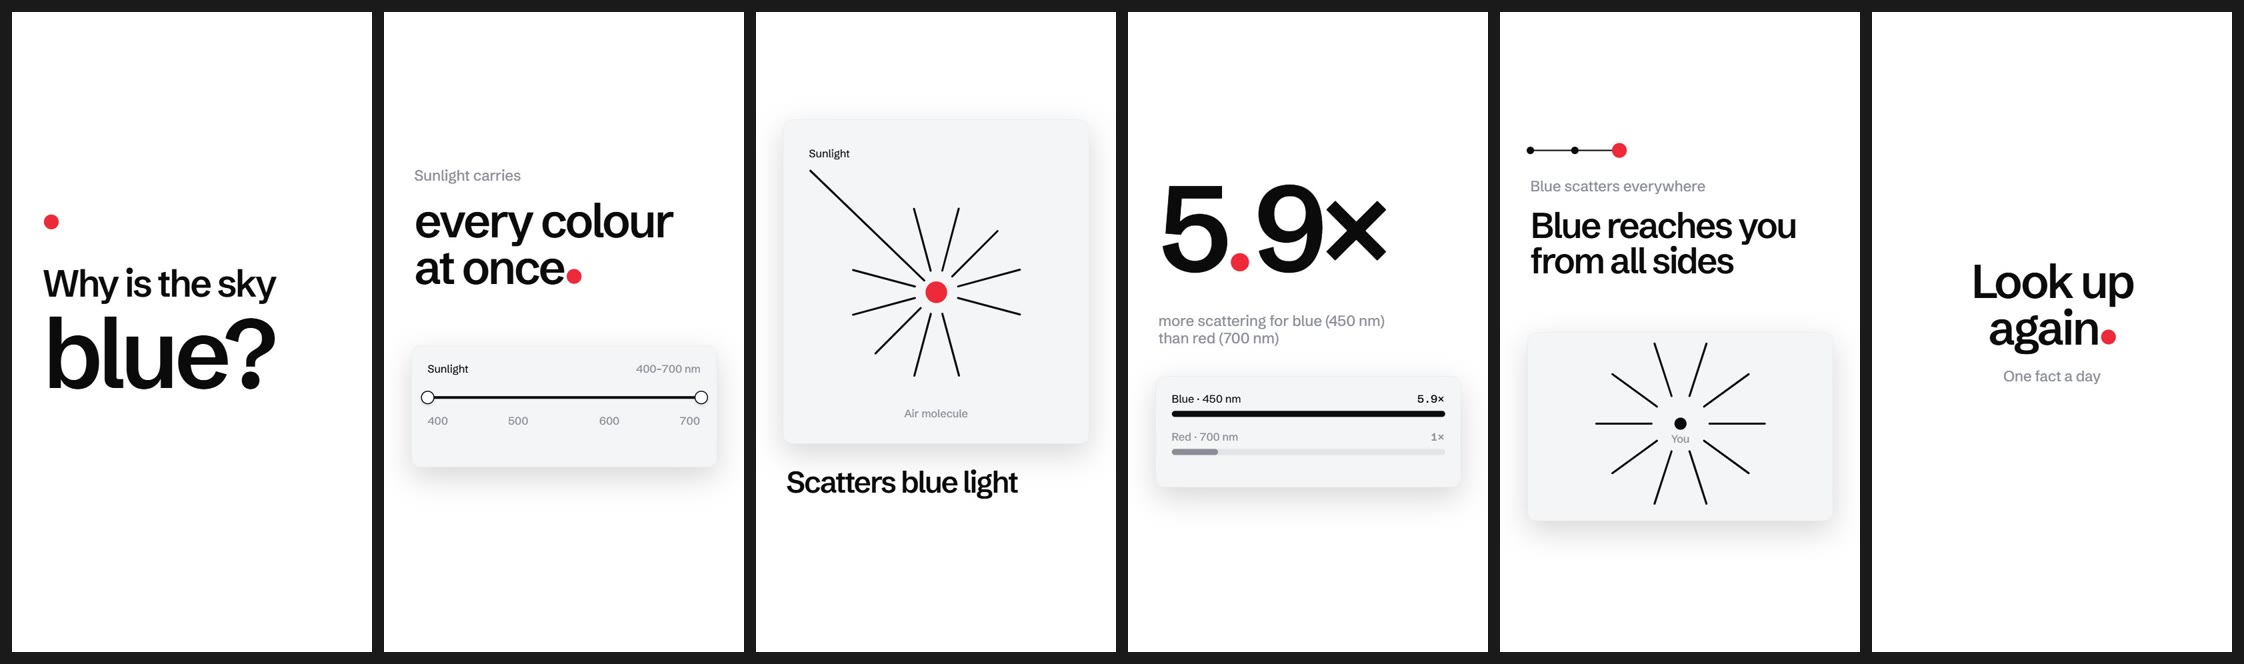 Why is the sky
blue?
Sunlight carries
every colour
at once.
Sunlight 400–700 nm
400 500 600 700
Sunlight
Air molecule
Scatters blue light
5.9×
more scattering for blue (450 nm)
than red (700 nm)
Blue · 450 nm 5.9×
Red · 700 nm 1×
Blue scatters everywhere
Blue reaches you
from all sides
You
Look up
again.
One fact a day